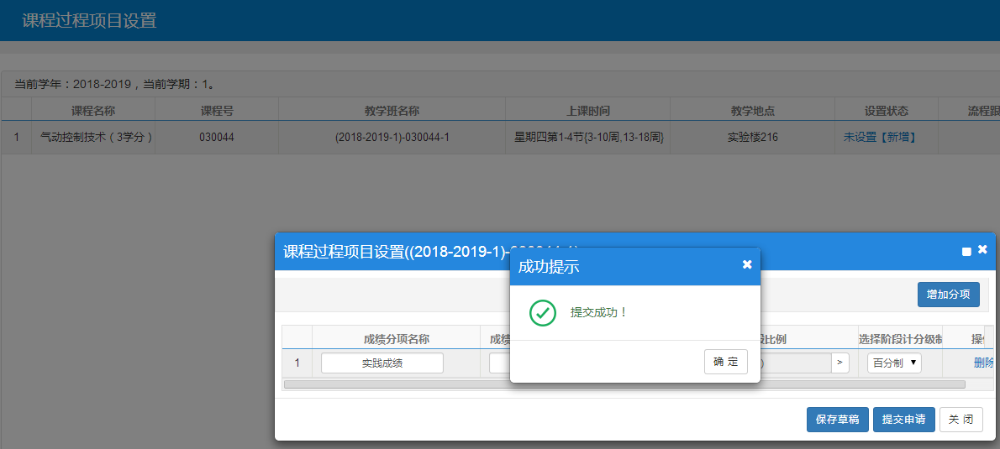 课程过程项目设置
当前学年：2018-2019，当前学期：1。
课程名称 课程号 教学班名称 上课时间 教学地点 设置状态 流程跟
1 气动控制技术（3学分） 030044 (2018-2019-1)-030044-1 星期四第1-4节{3-10周,13-18周} 实验楼216 未设置【新增】
课程过程项目设置((2018-2019-1)-
成功提示
增加分项
提交成功！
成绩分项名称 成绩 比例 选择阶段计分级制 操作
1 实践成绩 ) > 百分制 删除
确 定
保存草稿 提交申请 关 闭